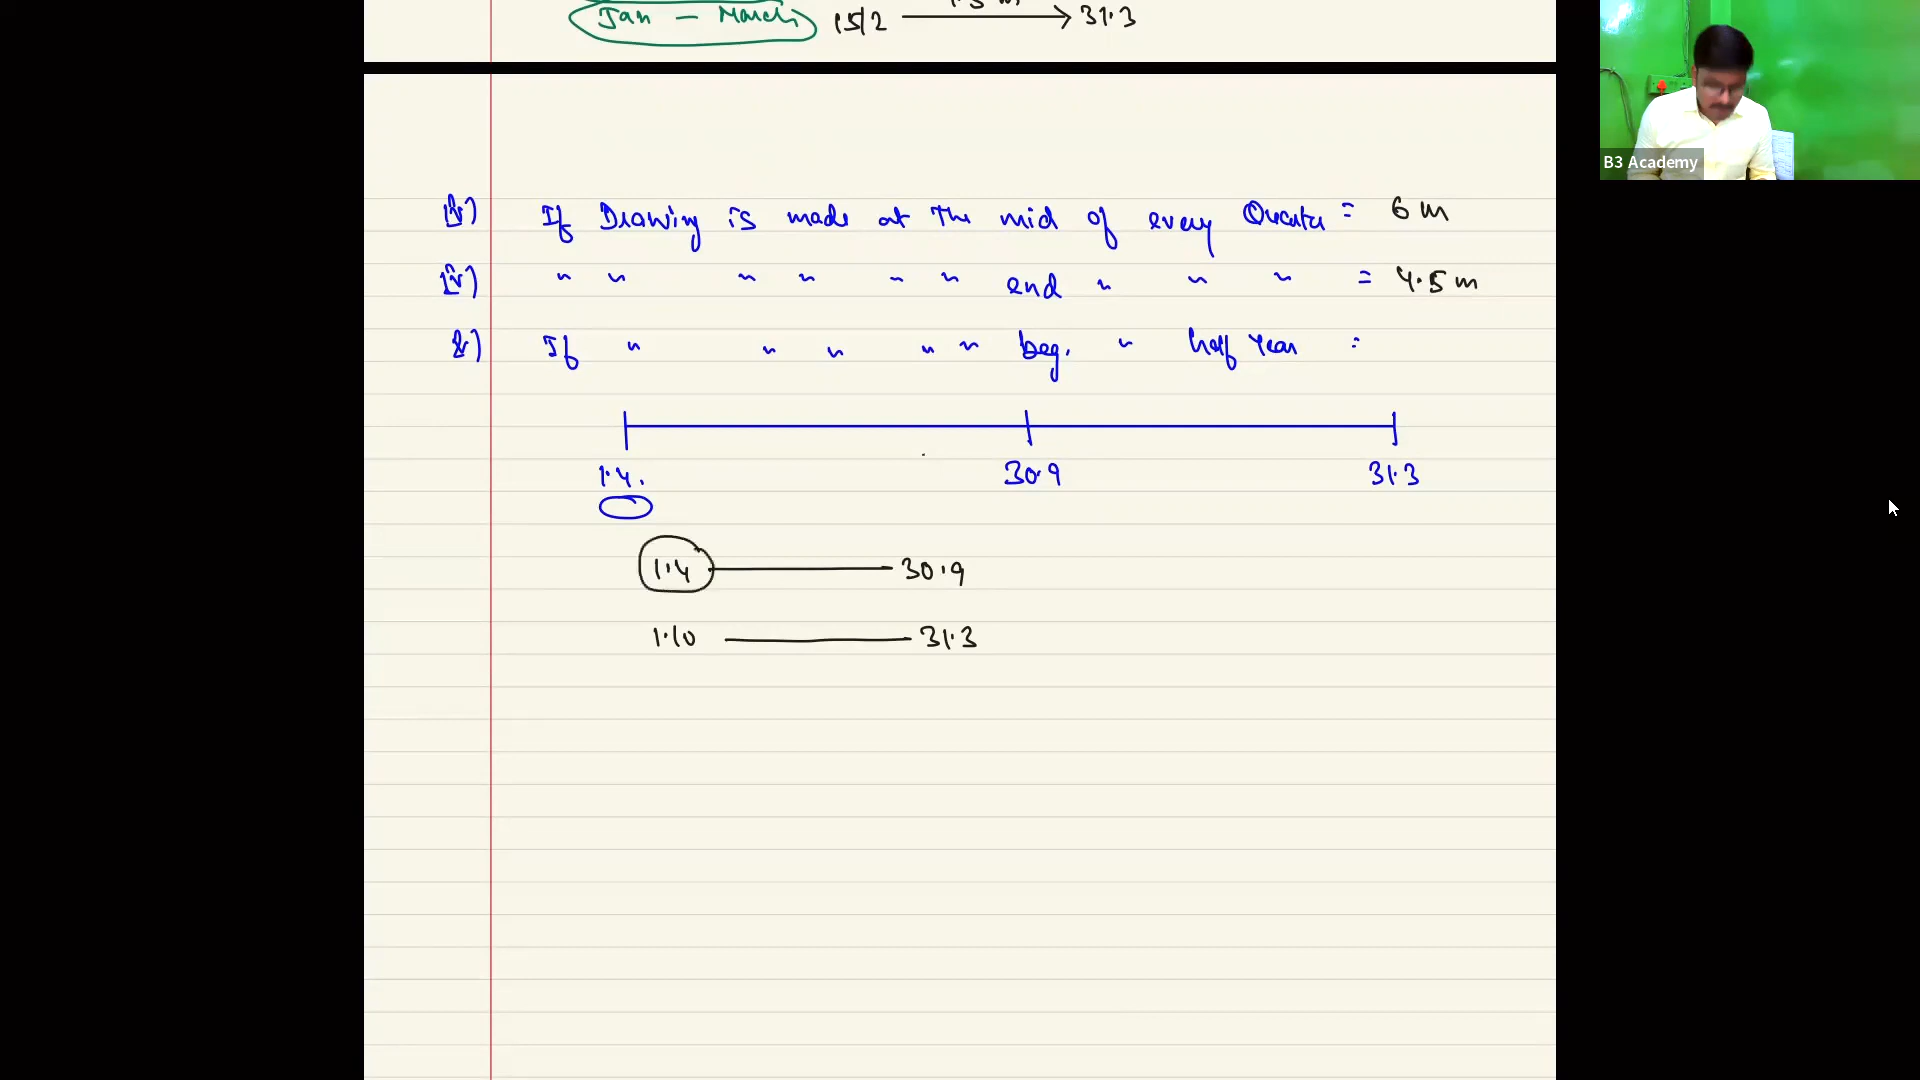 Jan — March 15/2 → 31.3
If Drawing is made at the mid of every Quarter = 6 m
iv) " " " " " " end " " " = 4.5 m
If " " " " " beg. " half Year =
1.4. 30.9 31.3
1.4 — 30.9
1.10 — 31.3
B3 Academy